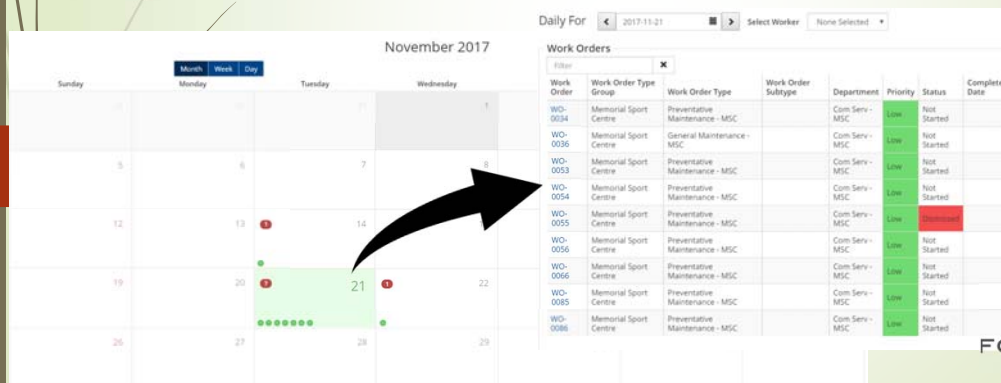 Daily For 2017-11-21 Select Worker None Selected
November 2017
Month Week Day
Sunday Monday Tuesday Wednesday
1
5 6 7 8
12 13 1 14
19 20 7 21 1 22
26 27 28 29
Work Orders
Filter
Work Order Work Order Type Group Work Order Type Work Order Subtype Department Priority Status Complete Date
WO-0034 Memorial Sport Centre Preventative Maintenance - MSC Com Serv - MSC Low Not Started
WO-0036 Memorial Sport Centre General Maintenance - MSC Com Serv - MSC Low Not Started
WO-0053 Memorial Sport Centre Preventative Maintenance - MSC Com Serv - MSC Low Not Started
WO-0054 Memorial Sport Centre Preventative Maintenance - MSC Com Serv - MSC Low Not Started
WO-0055 Memorial Sport Centre Preventative Maintenance - MSC Com Serv - MSC Low Dismissed
WO-0056 Memorial Sport Centre Preventative Maintenance - MSC Com Serv - MSC Low Not Started
WO-0066 Memorial Sport Centre Preventative Maintenance - MSC Com Serv - MSC Low Not Started
WO-0085 Memorial Sport Centre Preventative Maintenance - MSC Com Serv - MSC Low Not Started
WO-0086 Memorial Sport Centre Preventative Maintenance - MSC Com Serv - MSC Low Not Started